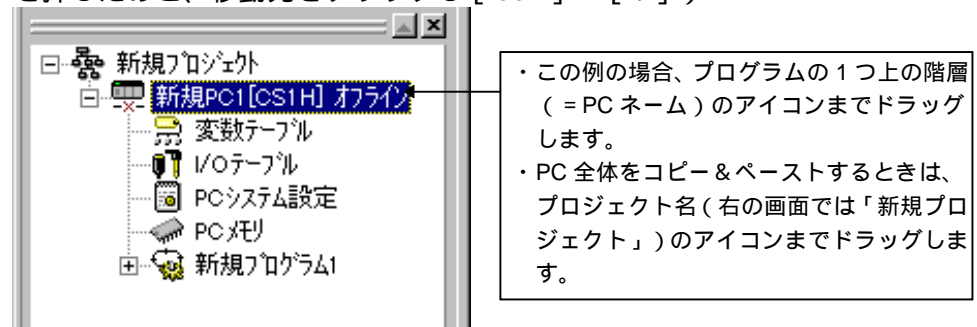 新規プロジェクト
新規PC1[CS1H] オフライン
変数テーブル
I/Oテーブル
PCシステム設定
PCメモリ
新規プログラム1
・この例の場合、プログラムの１つ上の階層
（＝PC ネーム）のアイコンまでドラッグ
します。
・PC 全体をコピー＆ペーストするときは、
プロジェクト名（右の画面では「新規プロ
ジェクト」）のアイコンまでドラッグしま
す。